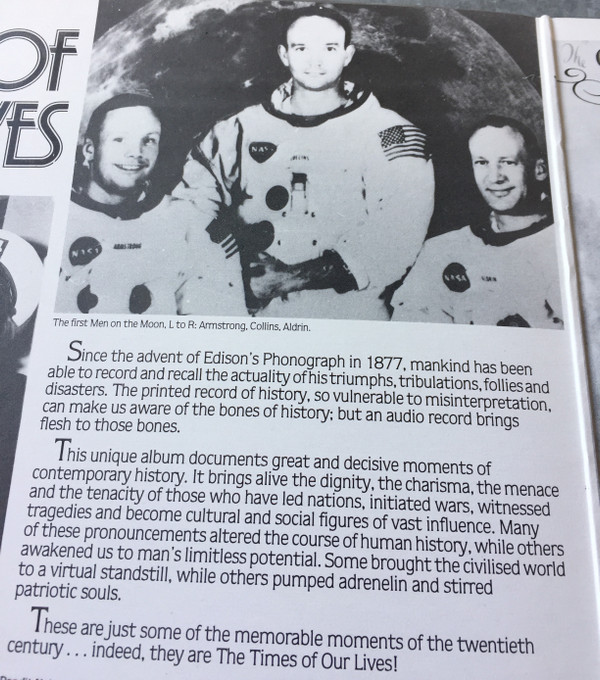 OF
VES
The
NASA
ARMSTRONG
NASA
NASA
The first Men on the Moon, L to R: Armstrong, Collins, Aldrin.
Since the advent of Edison's Phonograph in 1877, mankind has been
able to record and recall the actuality of his triumphs, tribulations, follies and
disasters. The printed record of history, so vulnerable to misinterpretation,
can make us aware of the bones of history; but an audio record brings
flesh to those bones.
This unique album documents great and decisive moments of
contemporary history. It brings alive the dignity, the charisma, the menace
and the tenacity of those who have led nations, initiated wars, witnessed
tragedies and become cultural and social figures of vast influence. Many
of these pronouncements altered the course of human history, while others
awakened us to man's limitless potential. Some brought the civilised world
to a virtual standstill, while others pumped adrenelin and stirred
patriotic souls.
These are just some of the memorable moments of the twentieth
century . . . indeed, they are The Times of Our Lives!